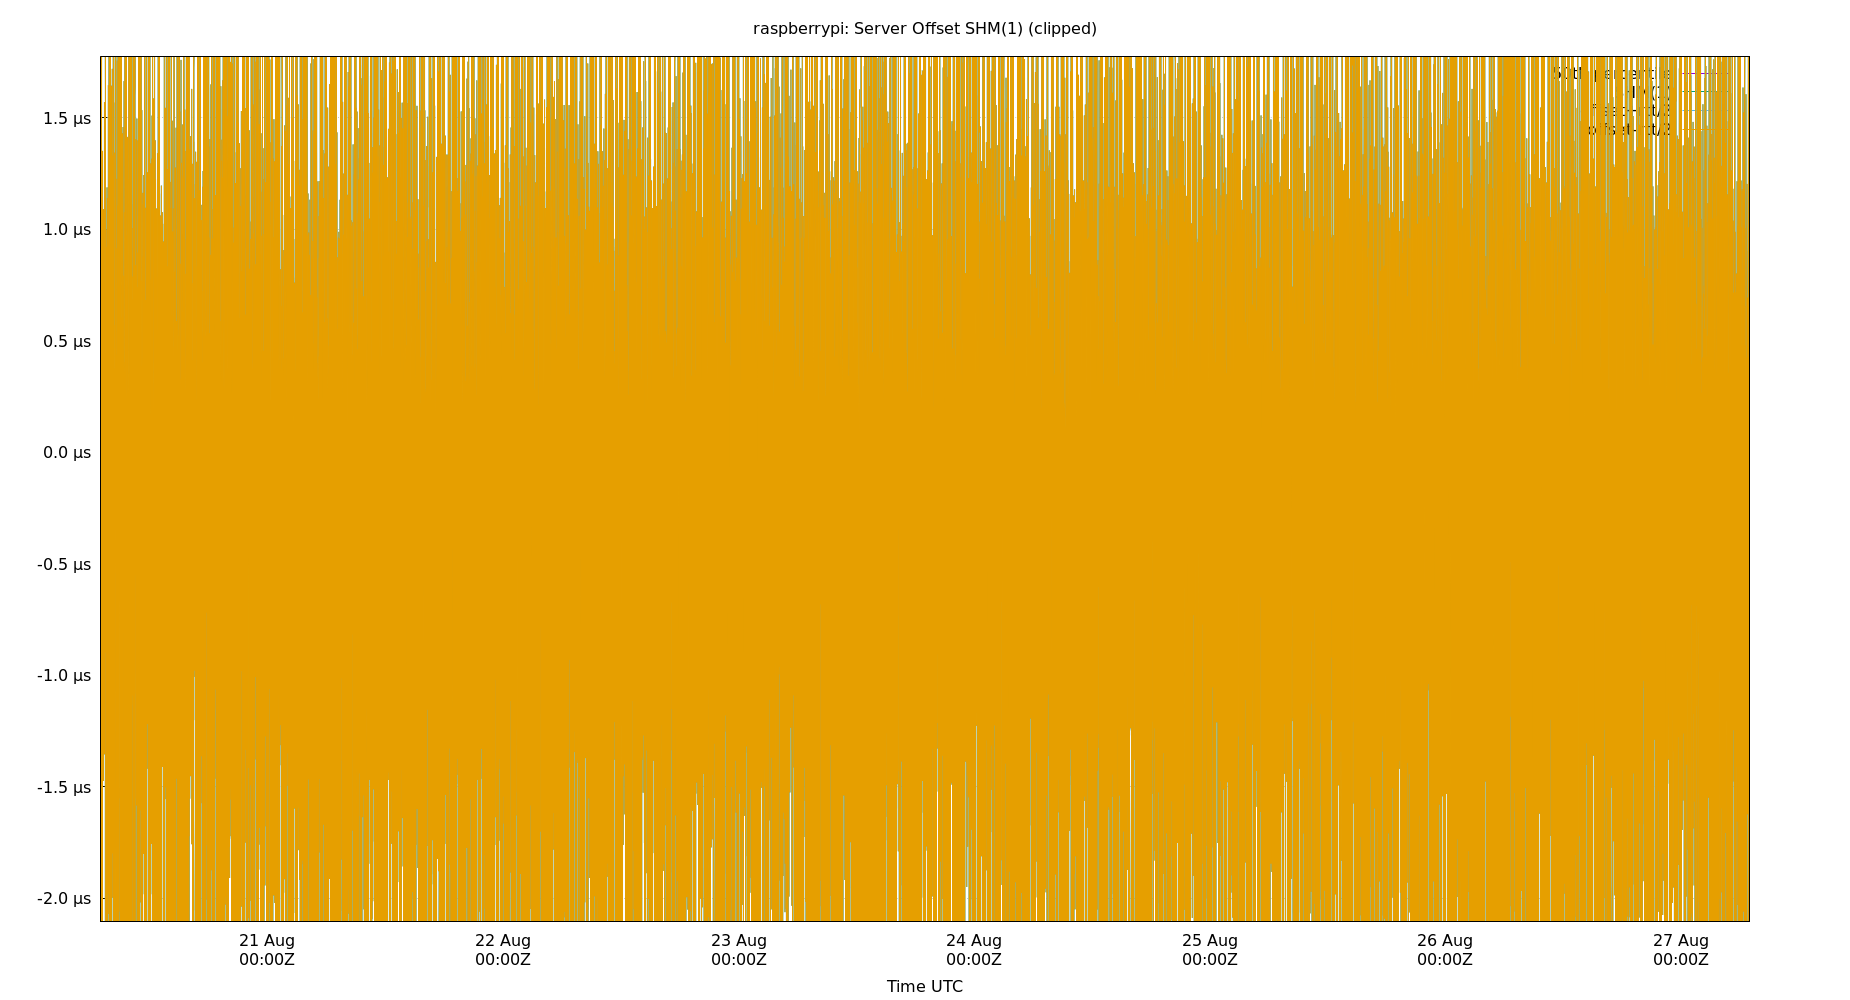 raspberrypi: Server Offset SHM(1) (clipped)
1.5 µs
1.0 µs
0.5 µs
0.0 µs
-0.5 µs
-1.0 µs
-1.5 µs
-2.0 µs
21 Aug 22 Aug 23 Aug 24 Aug 25 Aug 26 Aug 27 Aug
00:00Z 00:00Z 00:00Z 00:00Z 00:00Z 00:00Z 00:00Z
Time UTC